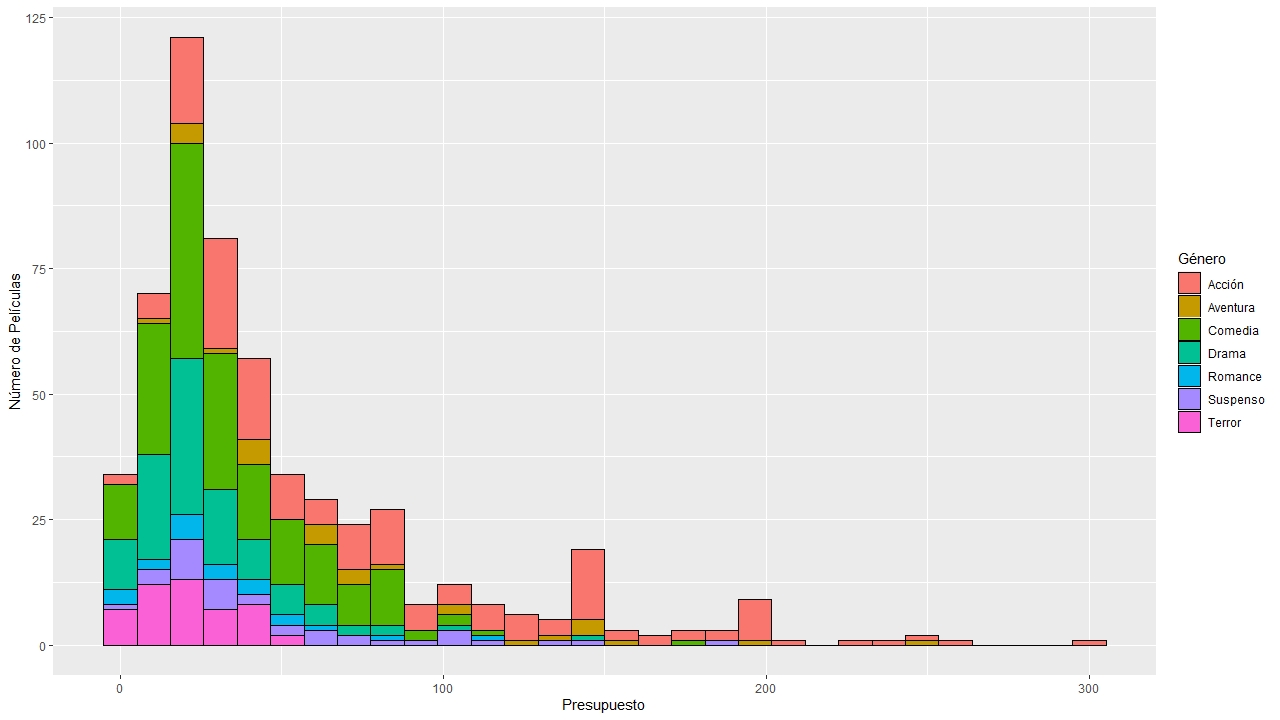 125
100
75
50
25
0
Número de Películas
0
100
200
300
Presupuesto
Género
Acción
Aventura
Comedia
Drama
Romance
Suspenso
Terror